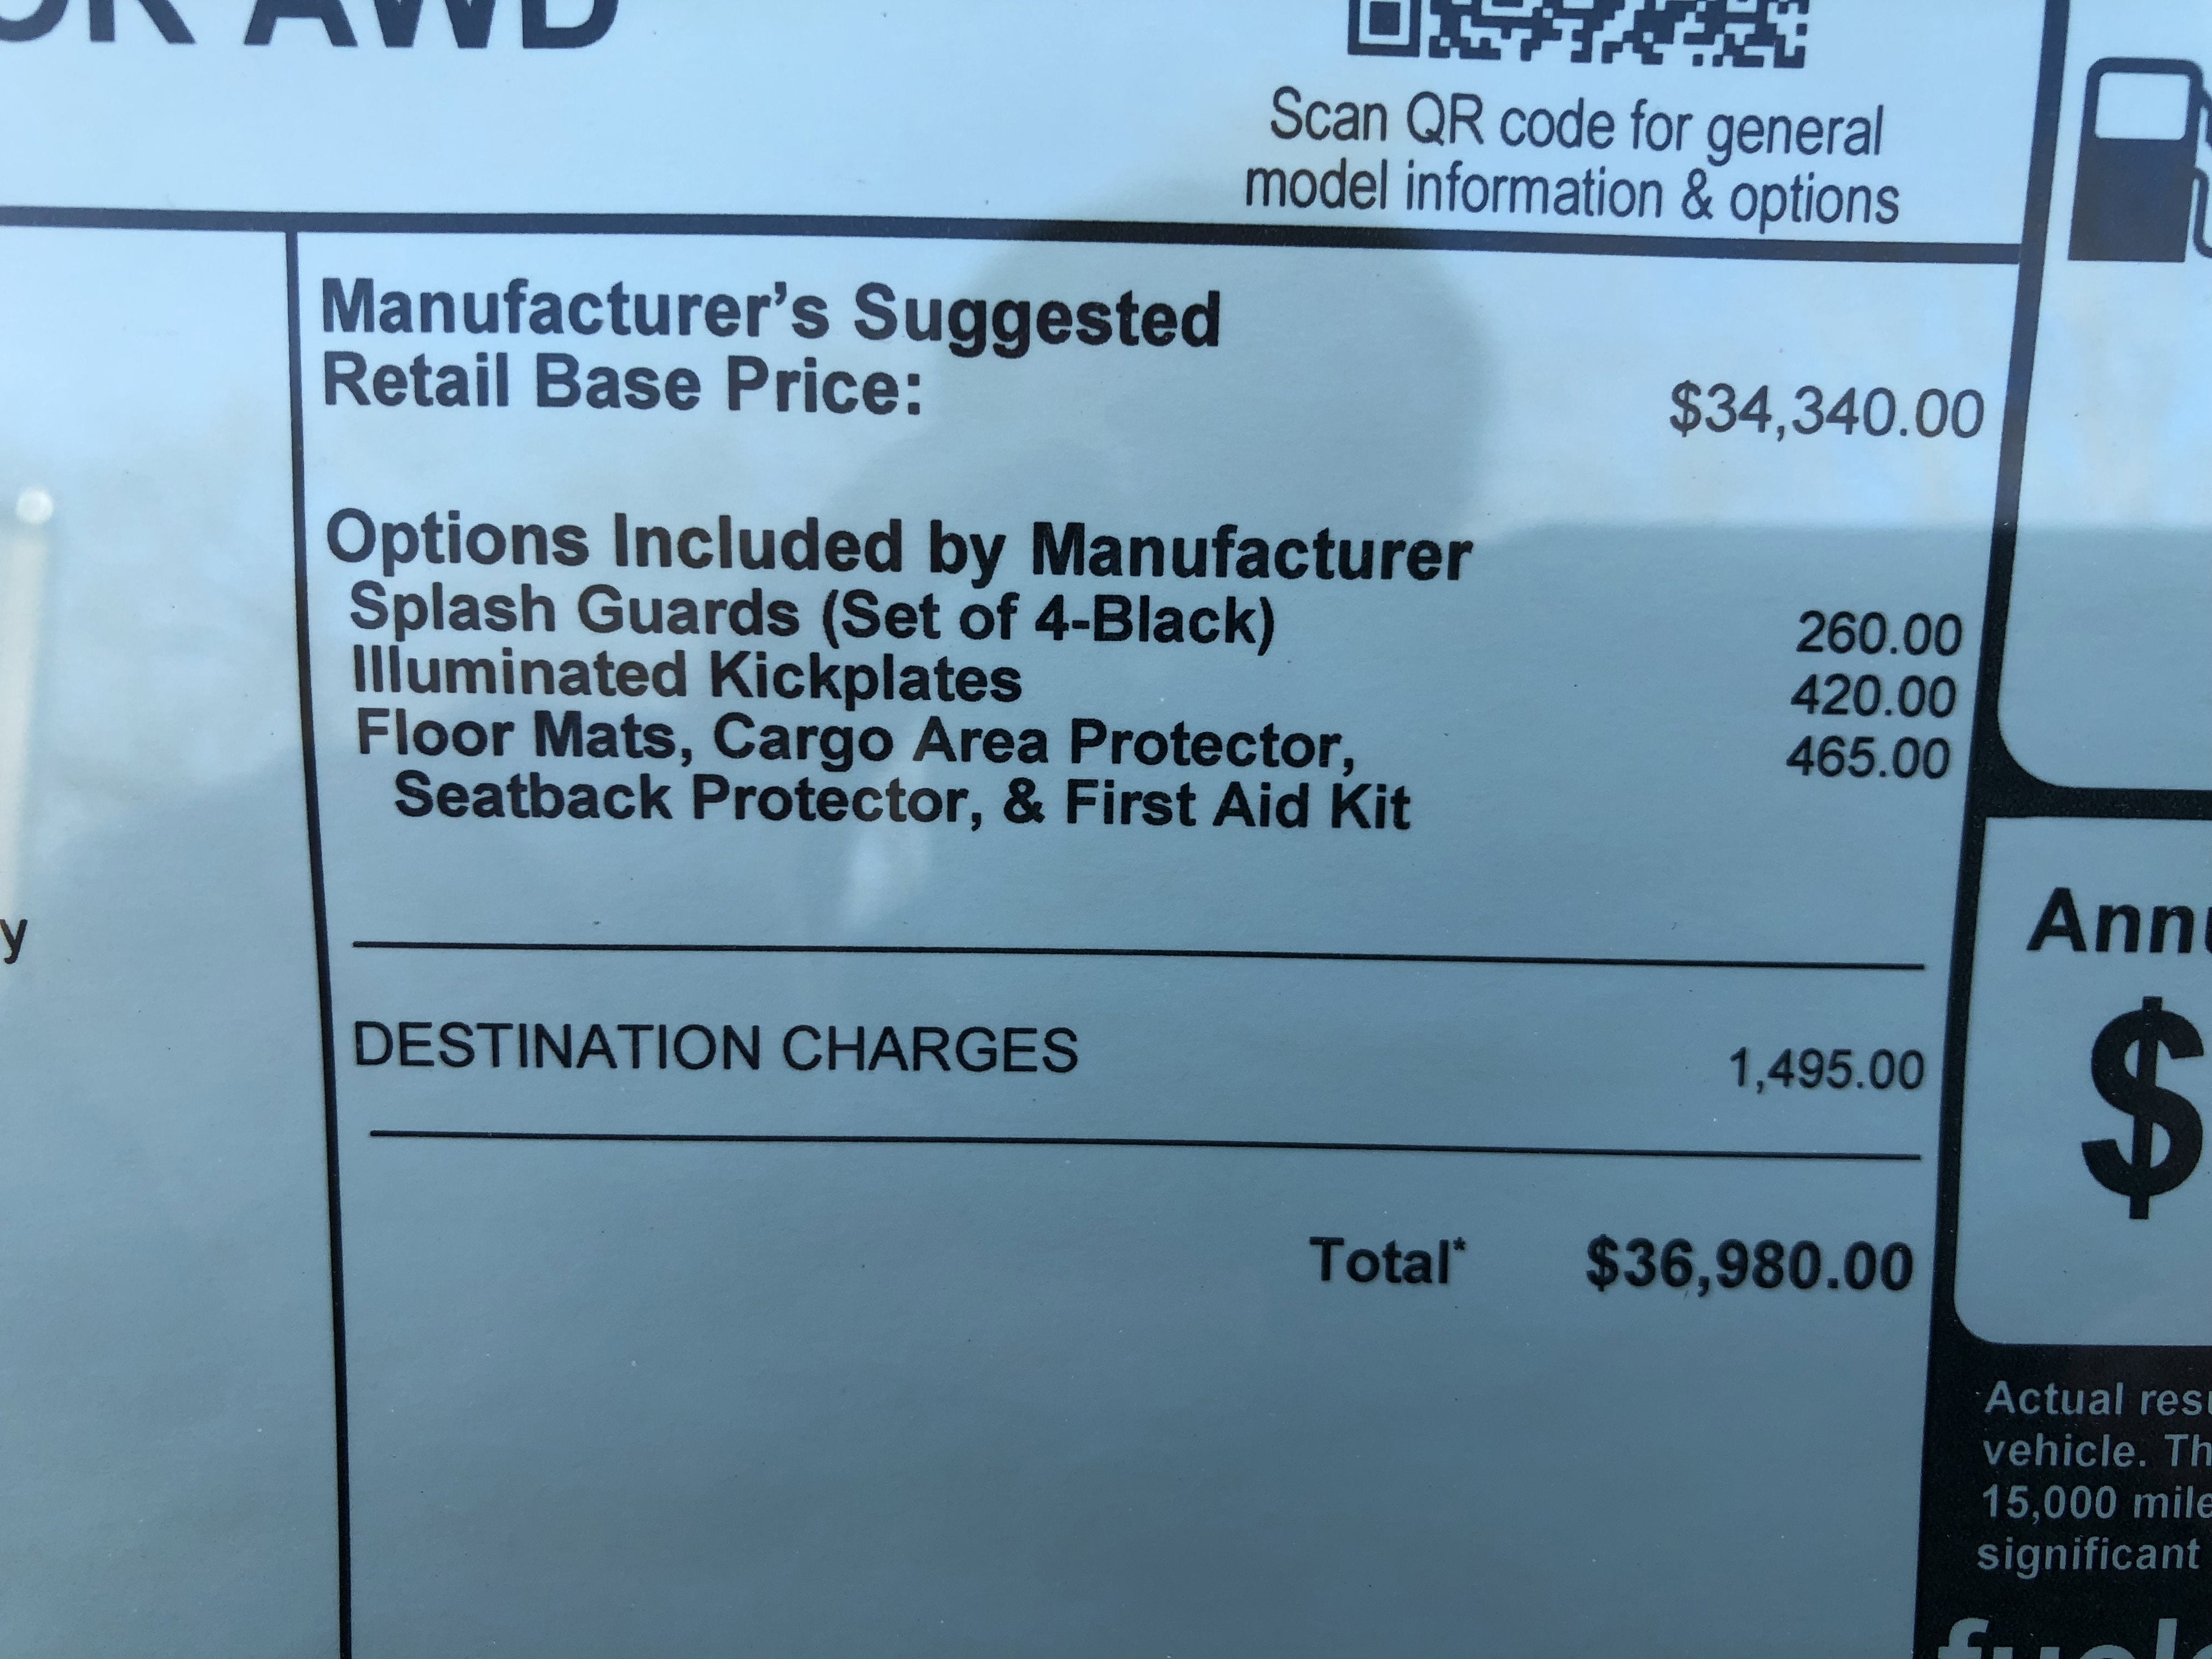 AWD
Scan QR code for general
model information & options
Manufacturer's Suggested
Retail Base Price:
$34,340.00
Options Included by Manufacturer
Splash Guards (Set of 4-Black) 260.00
Illuminated Kickplates 420.00
Floor Mats, Cargo Area Protector, 465.00
Seatback Protector, & First Aid Kit
y
DESTINATION CHARGES 1,495.00
Total* $36,980.00
$
Actual
vehicle.
15,000
significant